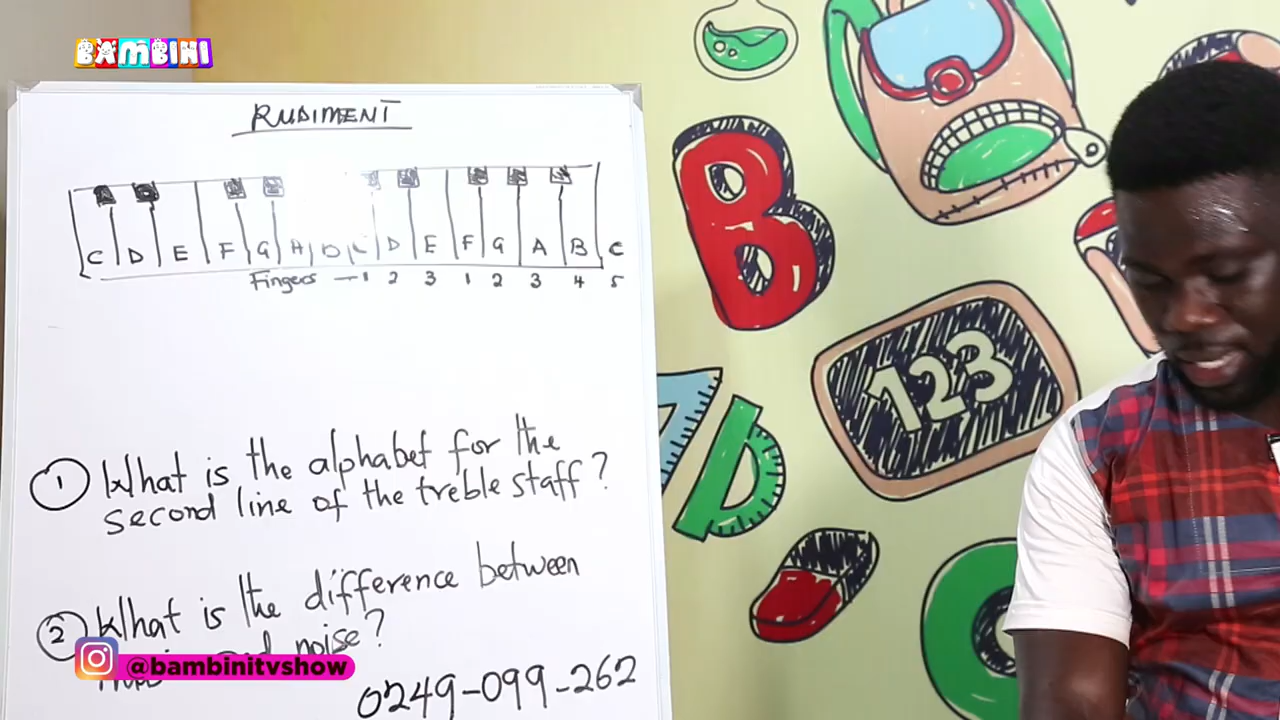 BAMBINI
RUDIMENT
C D E F G A D E F G A B C
Fingers — 1 2 3 1 2 3 4 5
B
123
1 What is the alphabet for the
second line of the treble staff?
2 What is the difference between
noise?
@bambinitvshow
0249-099-262